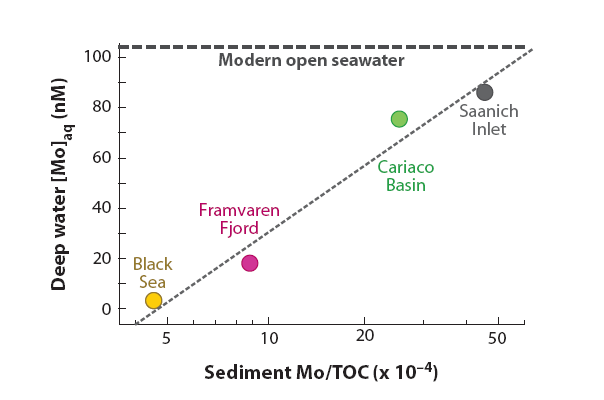 100
80
60
40
20
0
Deep water [Mo]aq (nM)
Modern open seawater
Saanich
Inlet
Cariaco
Basin
Framvaren
Fjord
Black
Sea
5
10
20
50
Sediment Mo/TOC (x 10⁻⁴)